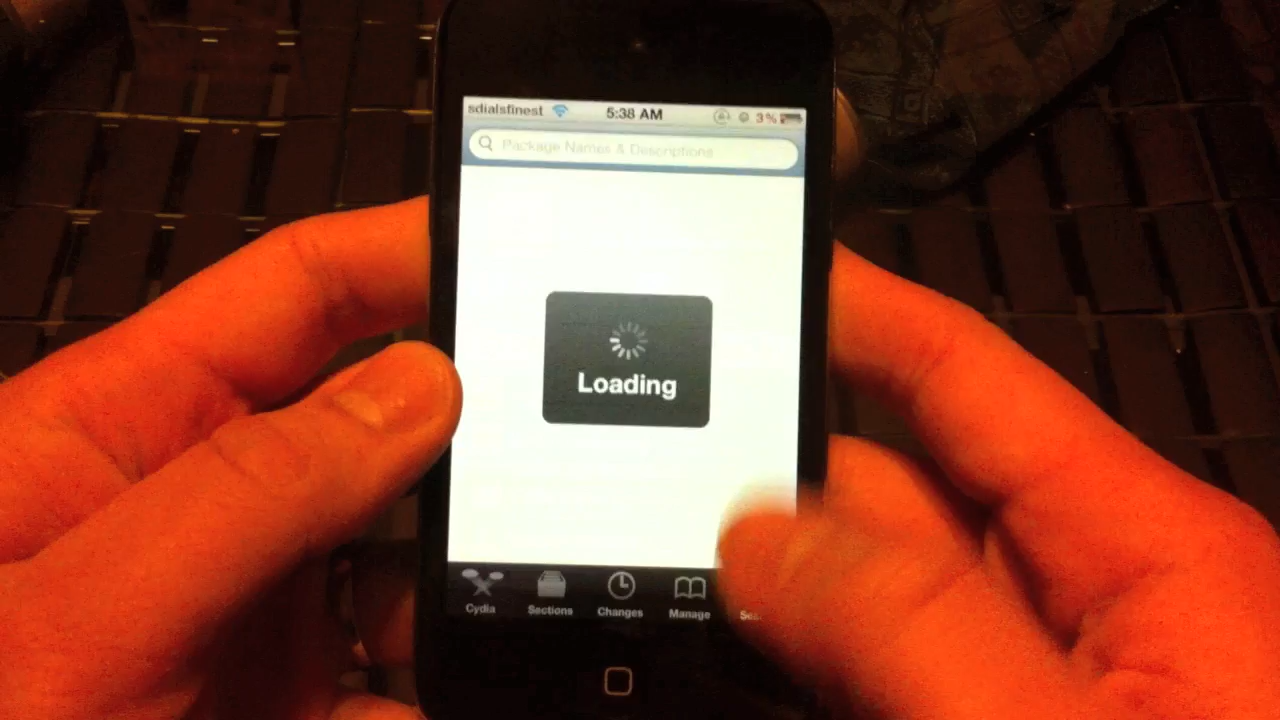 sdialsfinest 5:38 AM 3%
Package Names & Descriptions
Loading
Cydia Sections Changes Manage